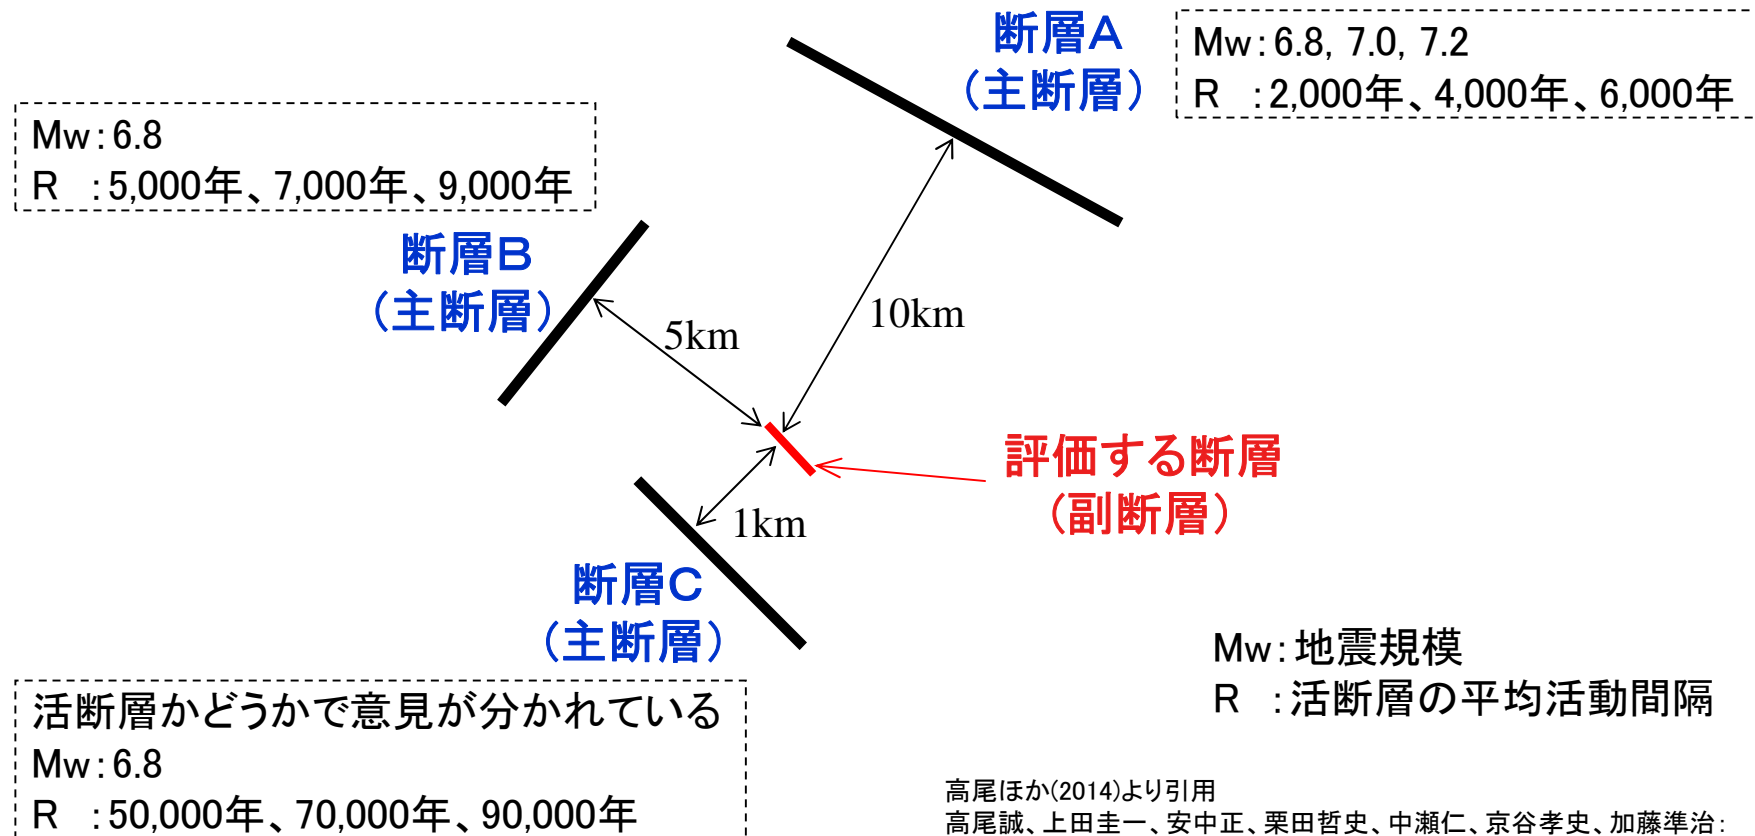 断層A
(主断層)
Mw:6.8, 7.0, 7.2
R :2,000年、4,000年、6,000年
Mw:6.8
R :5,000年、7,000年、9,000年
断層B
(主断層)
10km
5km
評価する断層
(副断層)
1km
断層C
(主断層)
Mw:地震規模
R :活断層の平均活動間隔
活断層かどうかで意見が分かれている
Mw:6.8
R :50,000年、70,000年、90,000年
高尾ほか(2014)より引用
高尾誠、上田圭一、安中正、栗田哲史、中瀬仁、京谷孝史、加藤準治: